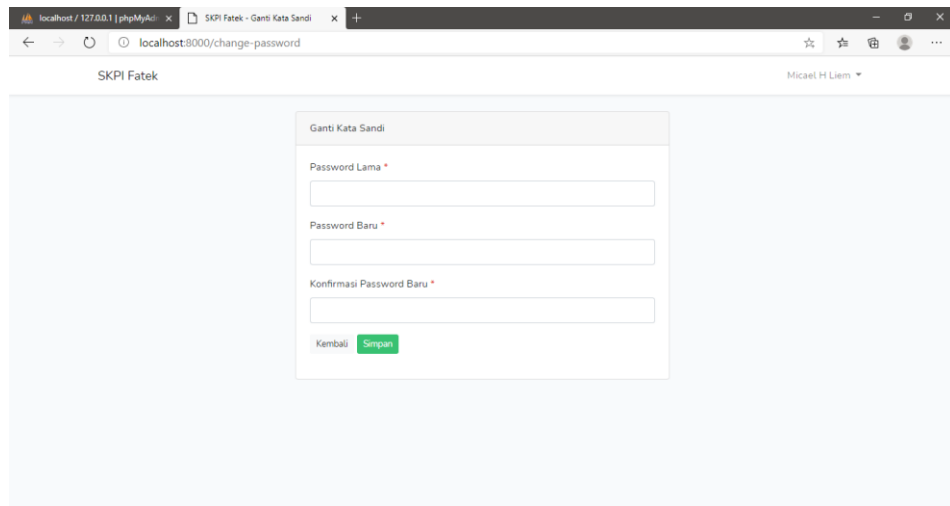 localhost / 127.0.0.1 | phpMyAd
SKPI Fatek - Ganti Kata Sandi
localhost:8000/change-password
SKPI Fatek
Micael H Liem
Ganti Kata Sandi
Password Lama *
Password Baru *
Konfirmasi Password Baru *
Kembali
Simpan